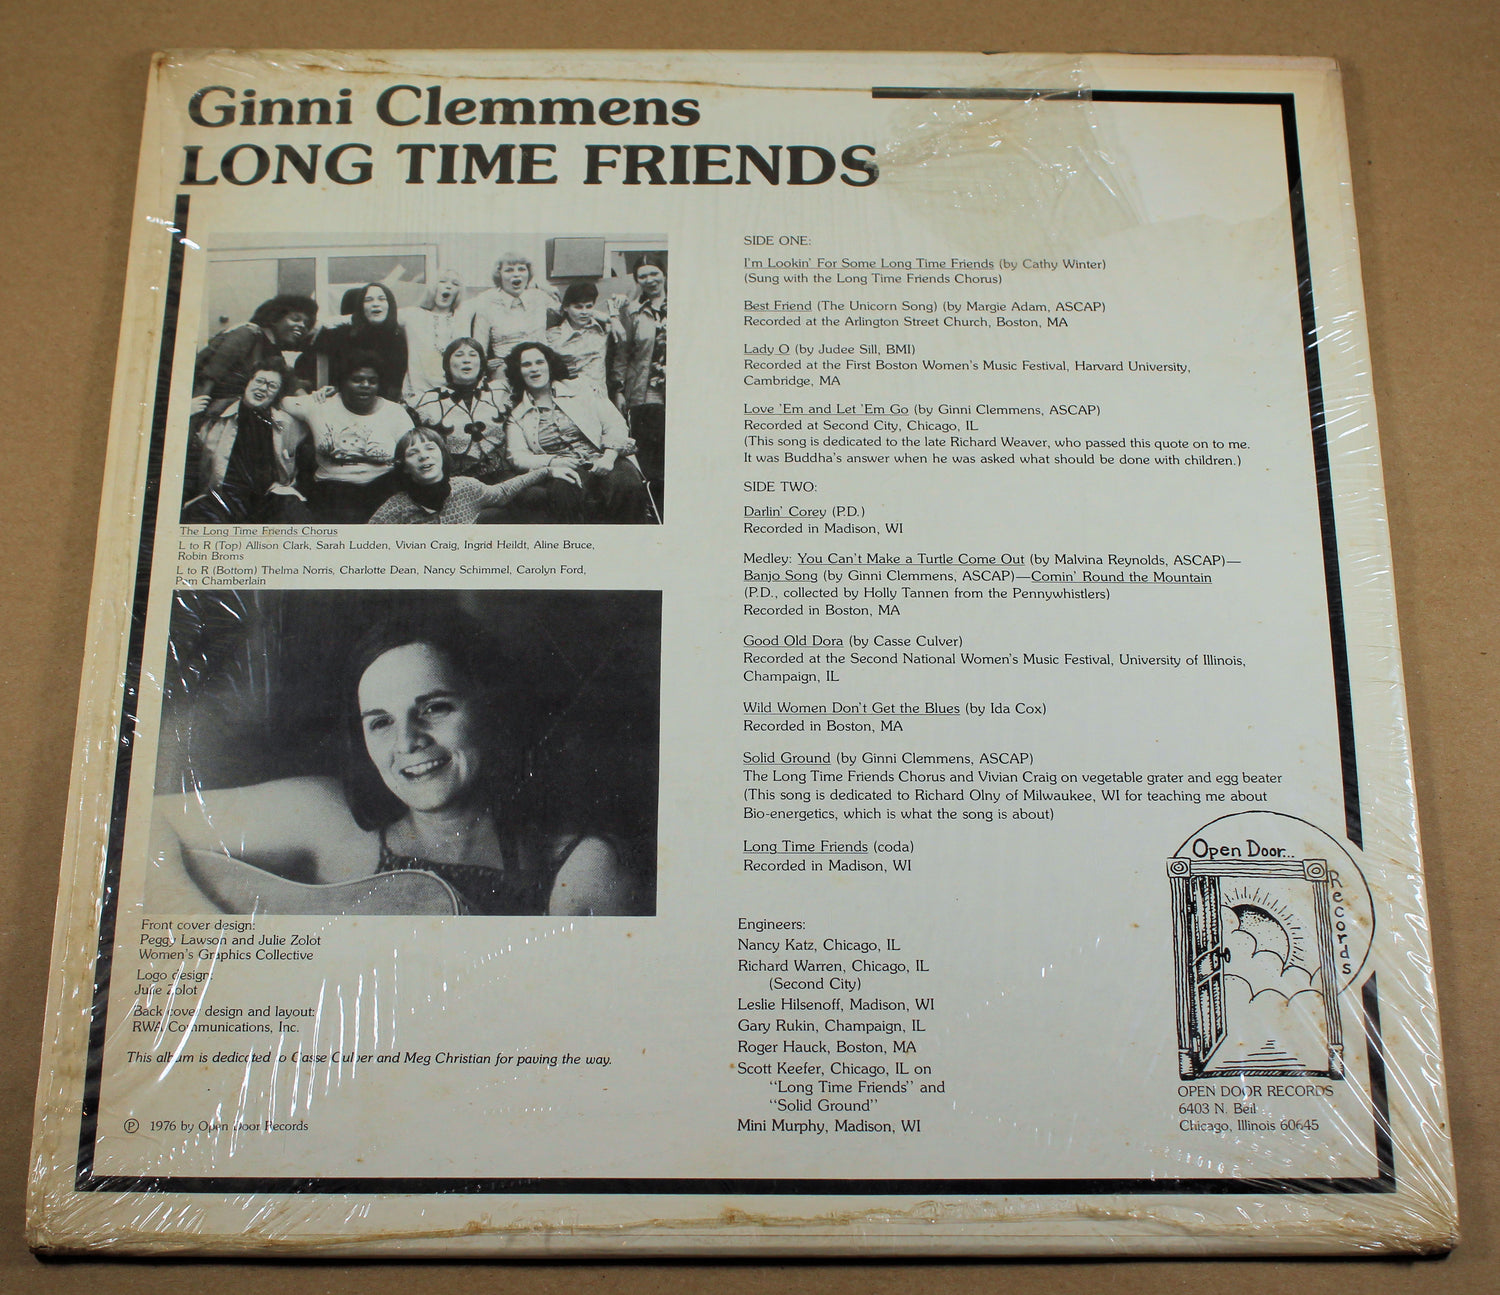 Ginni Clemmens
LONG TIME FRIENDS
The Long Time Friends Chorus
L to R (Top) Allison Clark, Sarah Ludden, Vivian Craig, Ingrid Heildt, Aline Bruce,
Robin Broms
L to R (Bottom) Thelma Norris, Charlotte Dean, Nancy Schimmel, Carolyn Ford,
Pam Chamberlain
Front cover design:
Peggy Lawson and Julie Zolot
Women's Graphics Collective
Logo design:
Julie Zolot
Back cover design and layout:
RWA Communications, Inc.
This album is dedicated to Casse Culver and Meg Christian for paving the way.
Ⓟ 1976 by Open Door Records
SIDE ONE:
I'm Lookin' For Some Long Time Friends (by Cathy Winter)
(Sung with the Long Time Friends Chorus)
Best Friend (The Unicorn Song) (by Margie Adam, ASCAP)
Recorded at the Arlington Street Church, Boston, MA
Lady O (by Judee Sill, BMI)
Recorded at the First Boston Women's Music Festival, Harvard University,
Cambridge, MA
Love 'Em and Let 'Em Go (by Ginni Clemmens, ASCAP)
Recorded at Second City, Chicago, IL
(This song is dedicated to the late Richard Weaver, who passed this quote on to me.
It was Buddha's answer when he was asked what should be done with children.)
SIDE TWO:
Darlin' Corey (P.D.)
Recorded in Madison, WI
Medley: You Can't Make a Turtle Come Out (by Malvina Reynolds, ASCAP)—
Banjo Song (by Ginni Clemmens, ASCAP)—Comin' Round the Mountain
(P.D., collected by Holly Tannen from the Pennywhistlers)
Recorded in Boston, MA
Good Old Dora (by Casse Culver)
Recorded at the Second National Women's Music Festival, University of Illinois,
Champaign, IL
Wild Women Don't Get the Blues (by Ida Cox)
Recorded in Boston, MA
Solid Ground (by Ginni Clemmens, ASCAP)
The Long Time Friends Chorus and Vivian Craig on vegetable grater and egg beater
(This song is dedicated to Richard Olny of Milwaukee, WI for teaching me about
Bio-energetics, which is what the song is about)
Long Time Friends (coda)
Recorded in Madison, WI
Engineers:
Nancy Katz, Chicago, IL
Richard Warren, Chicago, IL
(Second City)
Leslie Hilsenoff, Madison, WI
Gary Rukin, Champaign, IL
Roger Hauck, Boston, MA
Scott Keefer, Chicago, IL on
"Long Time Friends" and
"Solid Ground"
Mini Murphy, Madison, WI
Open Door...
Records
OPEN DOOR RECORDS
6403 N. Bell
Chicago, Illinois 60645